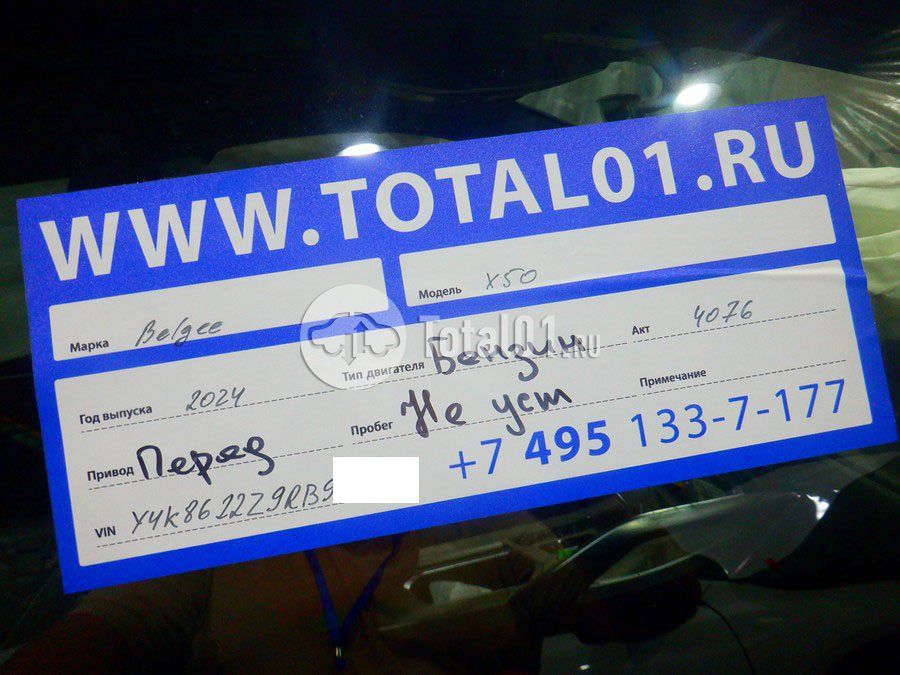 WWW.TOTAL01.RU
Марка Belgee Модель X50
Год выпуска 2024 Тип двигателя Бензин Акт 4076
Привод Перед Пробег Не уст Примечание
+7 495 133-7-177
VIN Y4K8622Z9RB9
Total01.RU